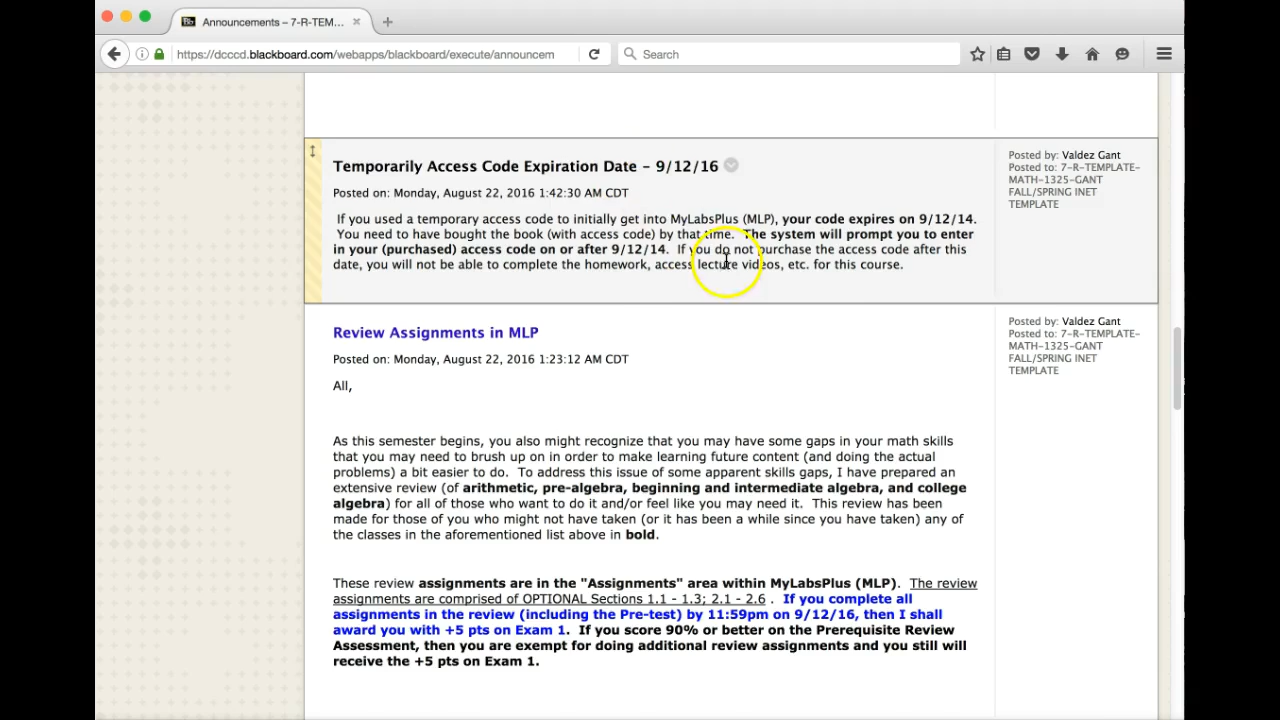 Announcements – 7-R-TEM...
https://dcccd.blackboard.com/webapps/blackboard/execute/announcem
Search
Temporarily Access Code Expiration Date – 9/12/16
Posted on: Monday, August 22, 2016 1:42:30 AM CDT
If you used a temporary access code to initially get into MyLabsPlus (MLP), your code expires on 9/12/14.
You need to have bought the book (with access code) by that time. The system will prompt you to enter
in your (purchased) access code on or after 9/12/14. If you do not purchase the access code after this
date, you will not be able to complete the homework, access lecture videos, etc. for this course.
Posted by: Valdez Gant
Posted to: 7-R-TEMPLATE-
MATH-1325-GANT
FALL/SPRING INET
TEMPLATE
Review Assignments in MLP
Posted on: Monday, August 22, 2016 1:23:12 AM CDT
All,
As this semester begins, you also might recognize that you may have some gaps in your math skills
that you may need to brush up on in order to make learning future content (and doing the actual
problems) a bit easier to do. To address this issue of some apparent skills gaps, I have prepared an
extensive review (of arithmetic, pre-algebra, beginning and intermediate algebra, and college
algebra) for all of those who want to do it and/or feel like you may need it. This review has been
made for those of you who might not have taken (or it has been a while since you have taken) any of
the classes in the aforementioned list above in bold.
These review assignments are in the "Assignments" area within MyLabsPlus (MLP). The review
assignments are comprised of OPTIONAL Sections 1.1 - 1.3; 2.1 - 2.6 . If you complete all
assignments in the review (including the Pre-test) by 11:59pm on 9/12/16, then I shall
award you with +5 pts on Exam 1. If you score 90% or better on the Prerequisite Review
Assessment, then you are exempt for doing additional review assignments and you still will
receive the +5 pts on Exam 1.
Posted by: Valdez Gant
Posted to: 7-R-TEMPLATE-
MATH-1325-GANT
FALL/SPRING INET
TEMPLATE